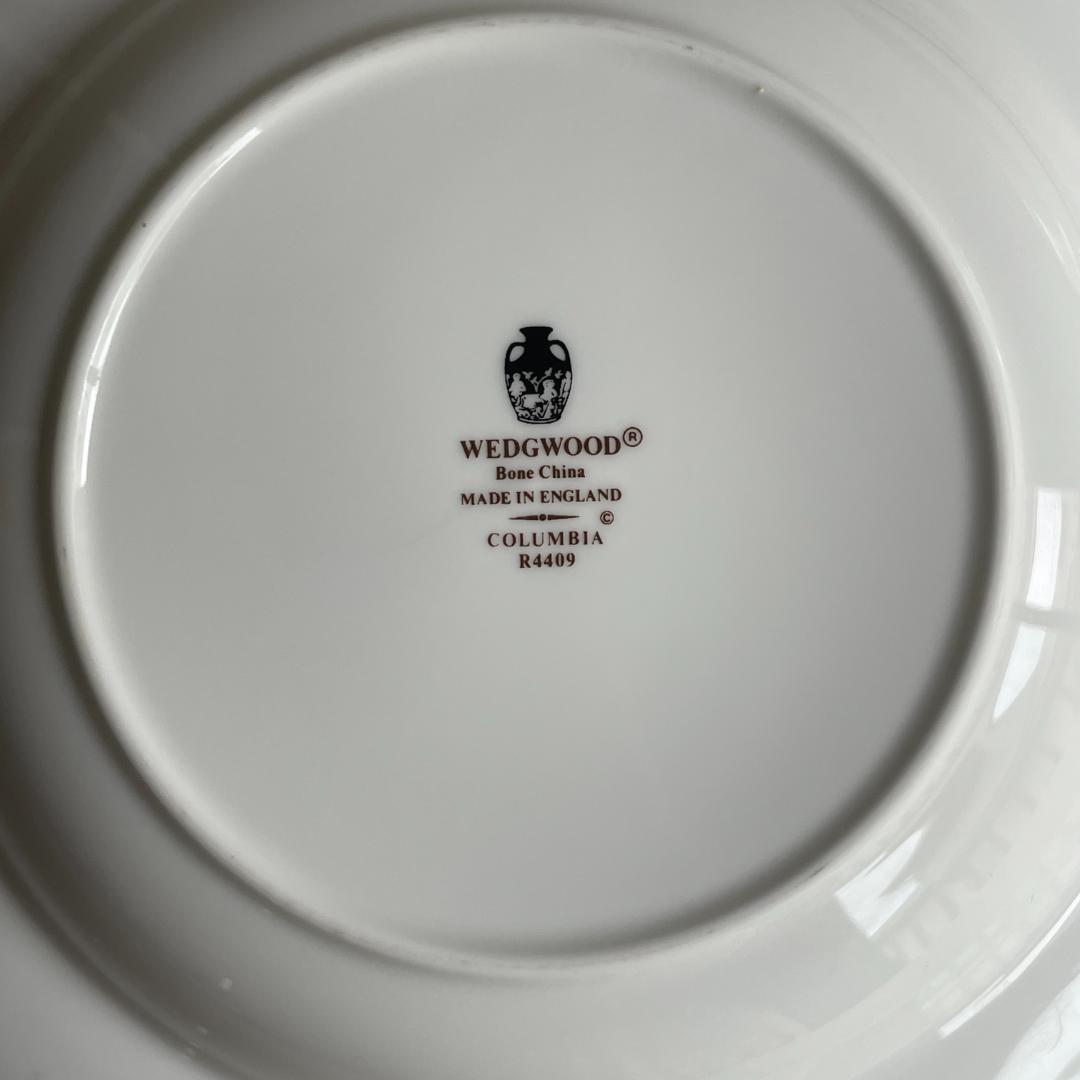 WEDGWOOD®
Bone China
MADE IN ENGLAND
©
COLUMBIA
R4409